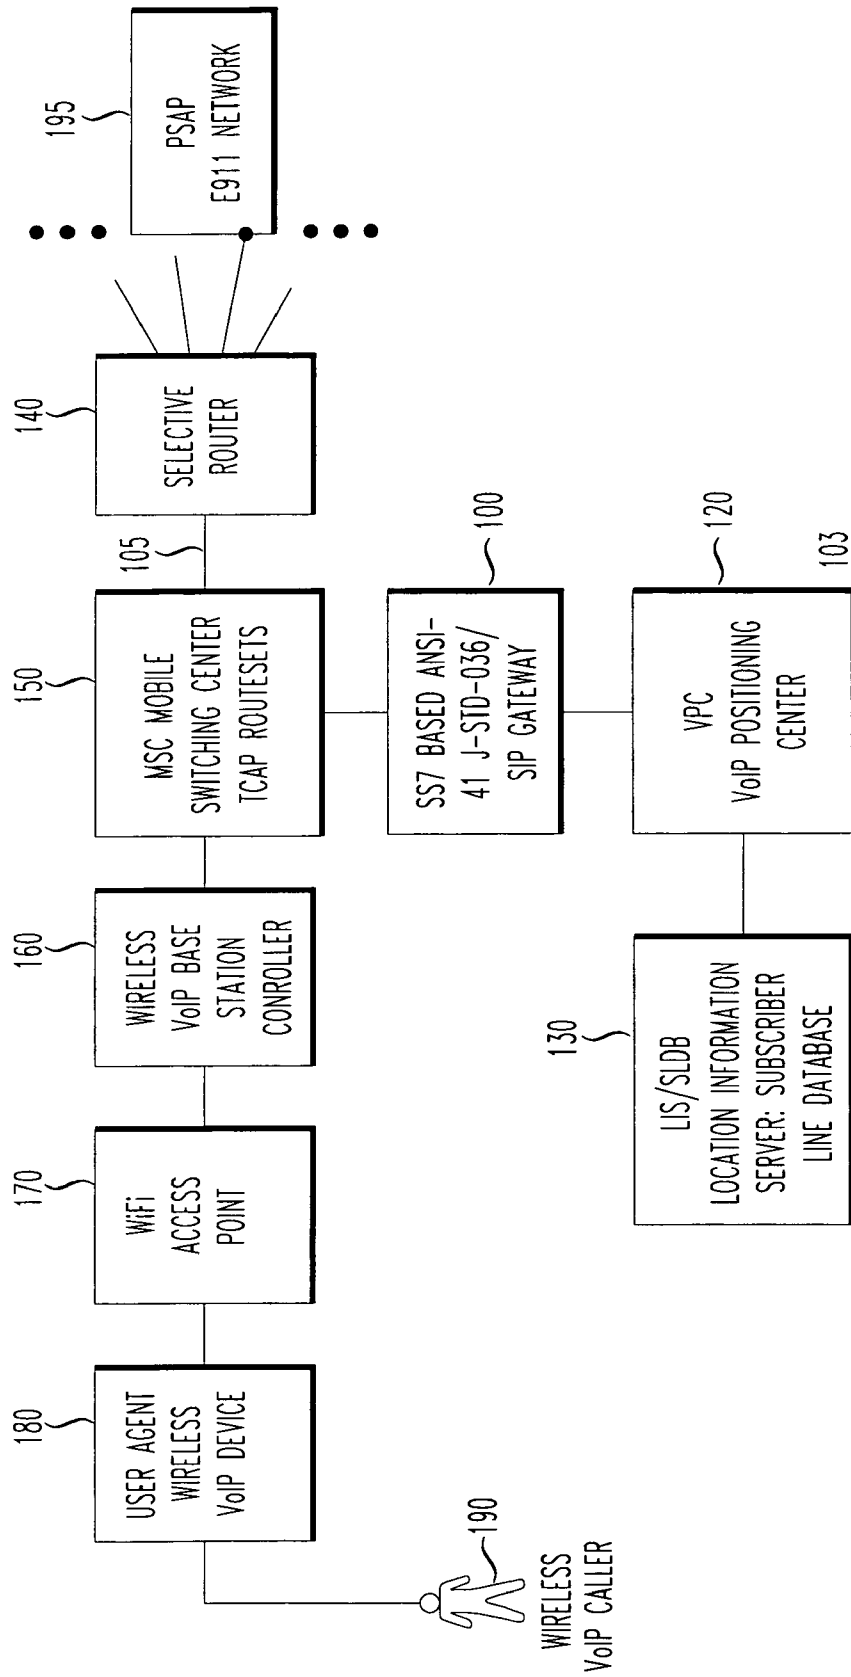 180
USER AGENT
WIRELESS
VoIP DEVICE
170
WiFi
ACCESS
POINT
160
WIRELESS
VoIP BASE
STATION
CONROLLER
150
MSC MOBILE
SWITCHING CENTER
TCAP ROUTESETS
105
140
SELECTIVE
ROUTER
195
PSAP
E911 NETWORK
190
WIRELESS
VoIP CALLER
100
SS7 BASED ANSI-
41 J-STD-036/
SIP GATEWAY
130
LIS/SLDB
LOCATION INFORMATION
SERVER: SUBSCRIBER
LINE DATABASE
120
VPC
VoIP POSITIONING
CENTER
103